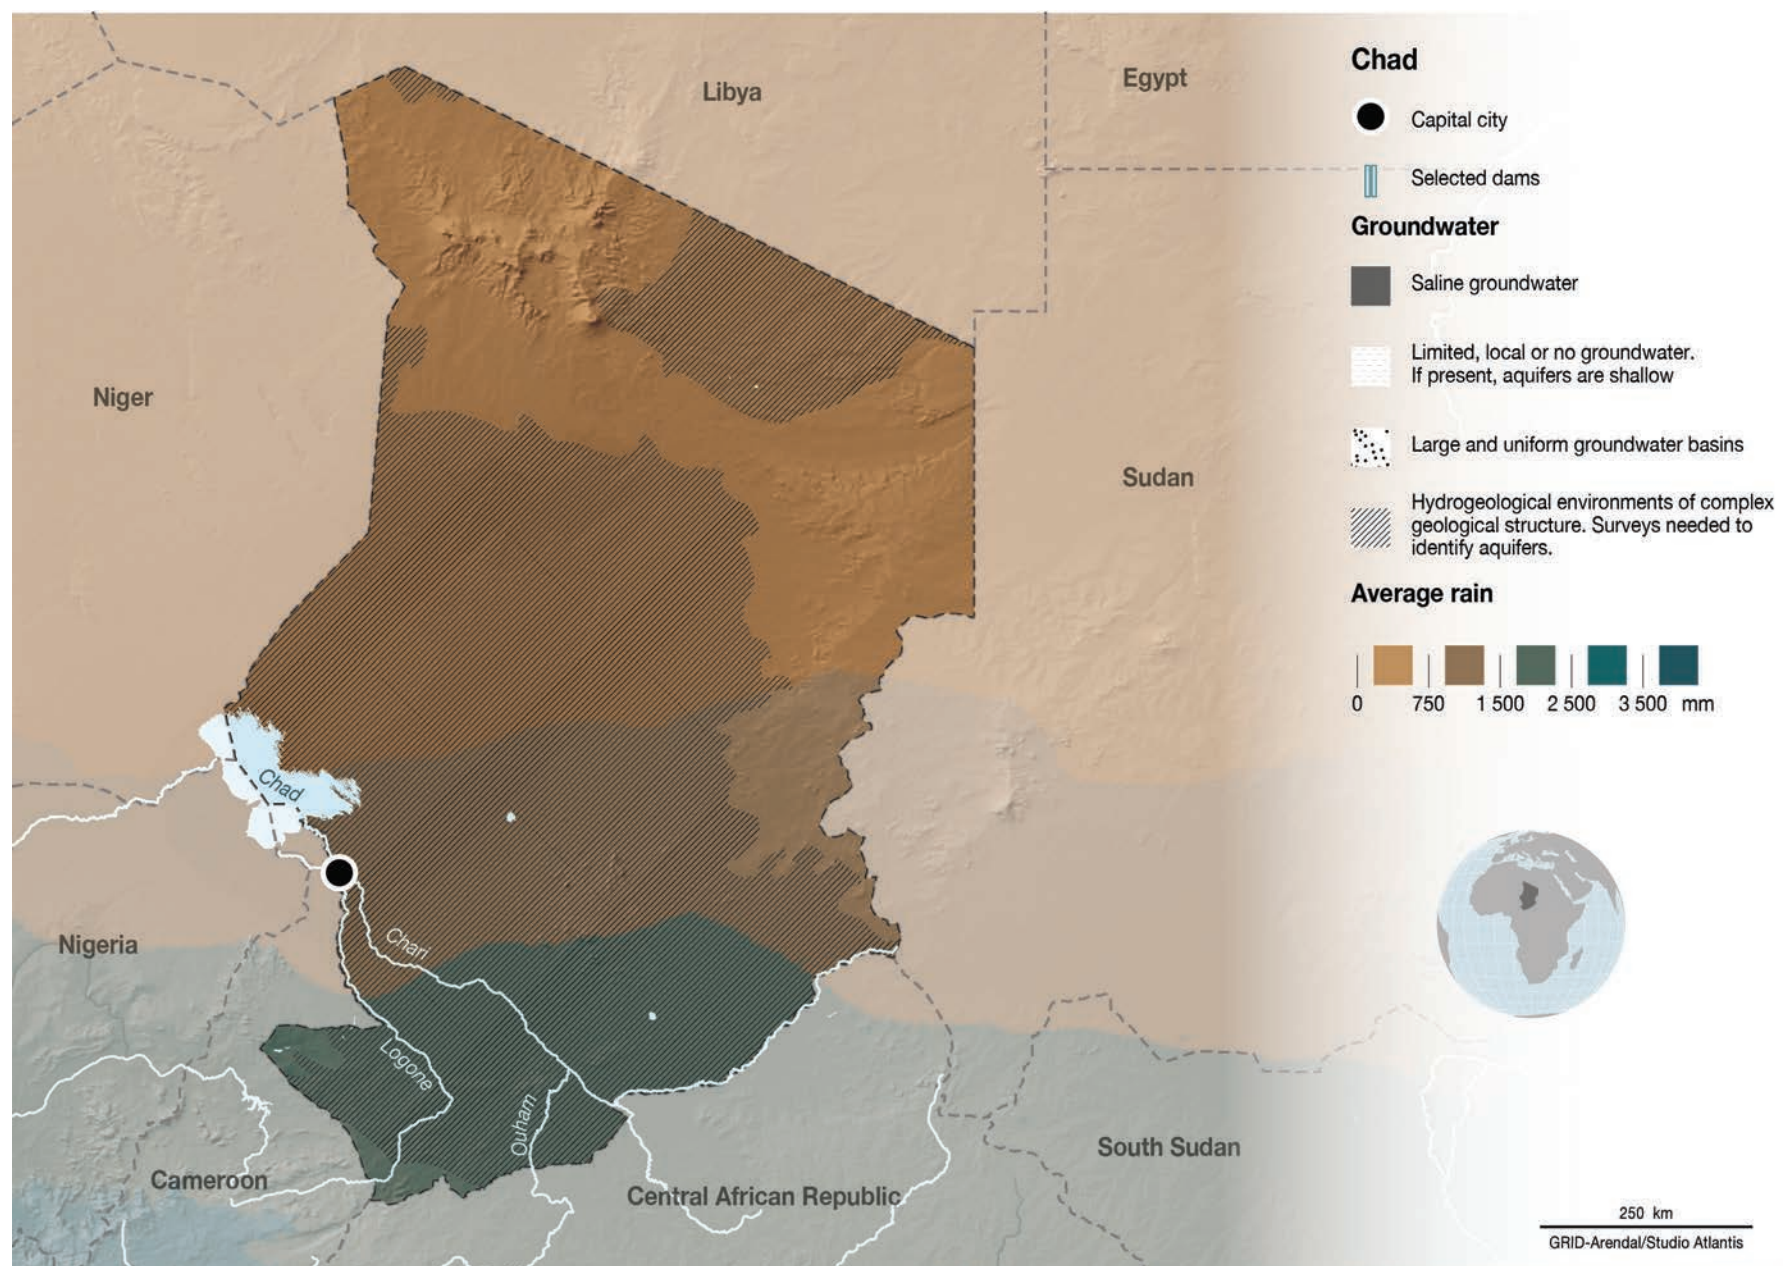 Libya
Egypt
Niger
Sudan
Chad
Nigeria
Chari
Logone
Ouham
Cameroon
Central African Republic
South Sudan
Chad
Capital city
Selected dams
Groundwater
Saline groundwater
Limited, local or no groundwater.
If present, aquifers are shallow
Large and uniform groundwater basins
Hydrogeological environments of complex
geological structure. Surveys needed to
identify aquifers.
Average rain
0 750 1 500 2 500 3 500 mm
250 km
GRID-Arendal/Studio Atlantis